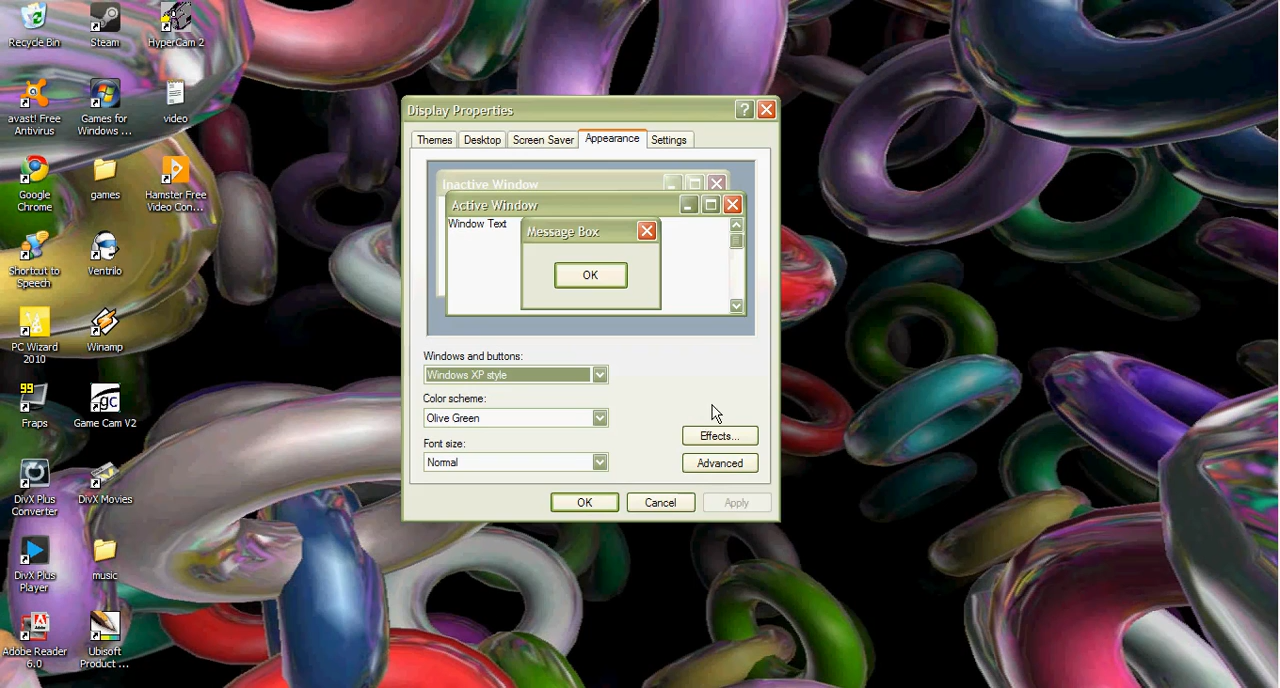 Recycle Bin
Steam
HyperCam 2
avast! Free
Antivirus
Games for
Windows ...
video
Google
Chrome
games
Hamster Free
Video Con...
Shortcut to
Speech
Ventrilo
PC Wizard
2010
Winamp
99
Fraps
gc
Game Cam V2
DivX Plus
Converter
DivX Movies
DivX Plus
Player
music
Adobe Reader
6.0
Ubisoft
Product ...
Display Properties
Themes
Desktop
Screen Saver
Appearance
Settings
Inactive Window
Active Window
Window Text
Message Box
OK
Windows and buttons:
Windows XP style
Color scheme:
Olive Green
Font size:
Normal
Effects...
Advanced
OK
Cancel
Apply